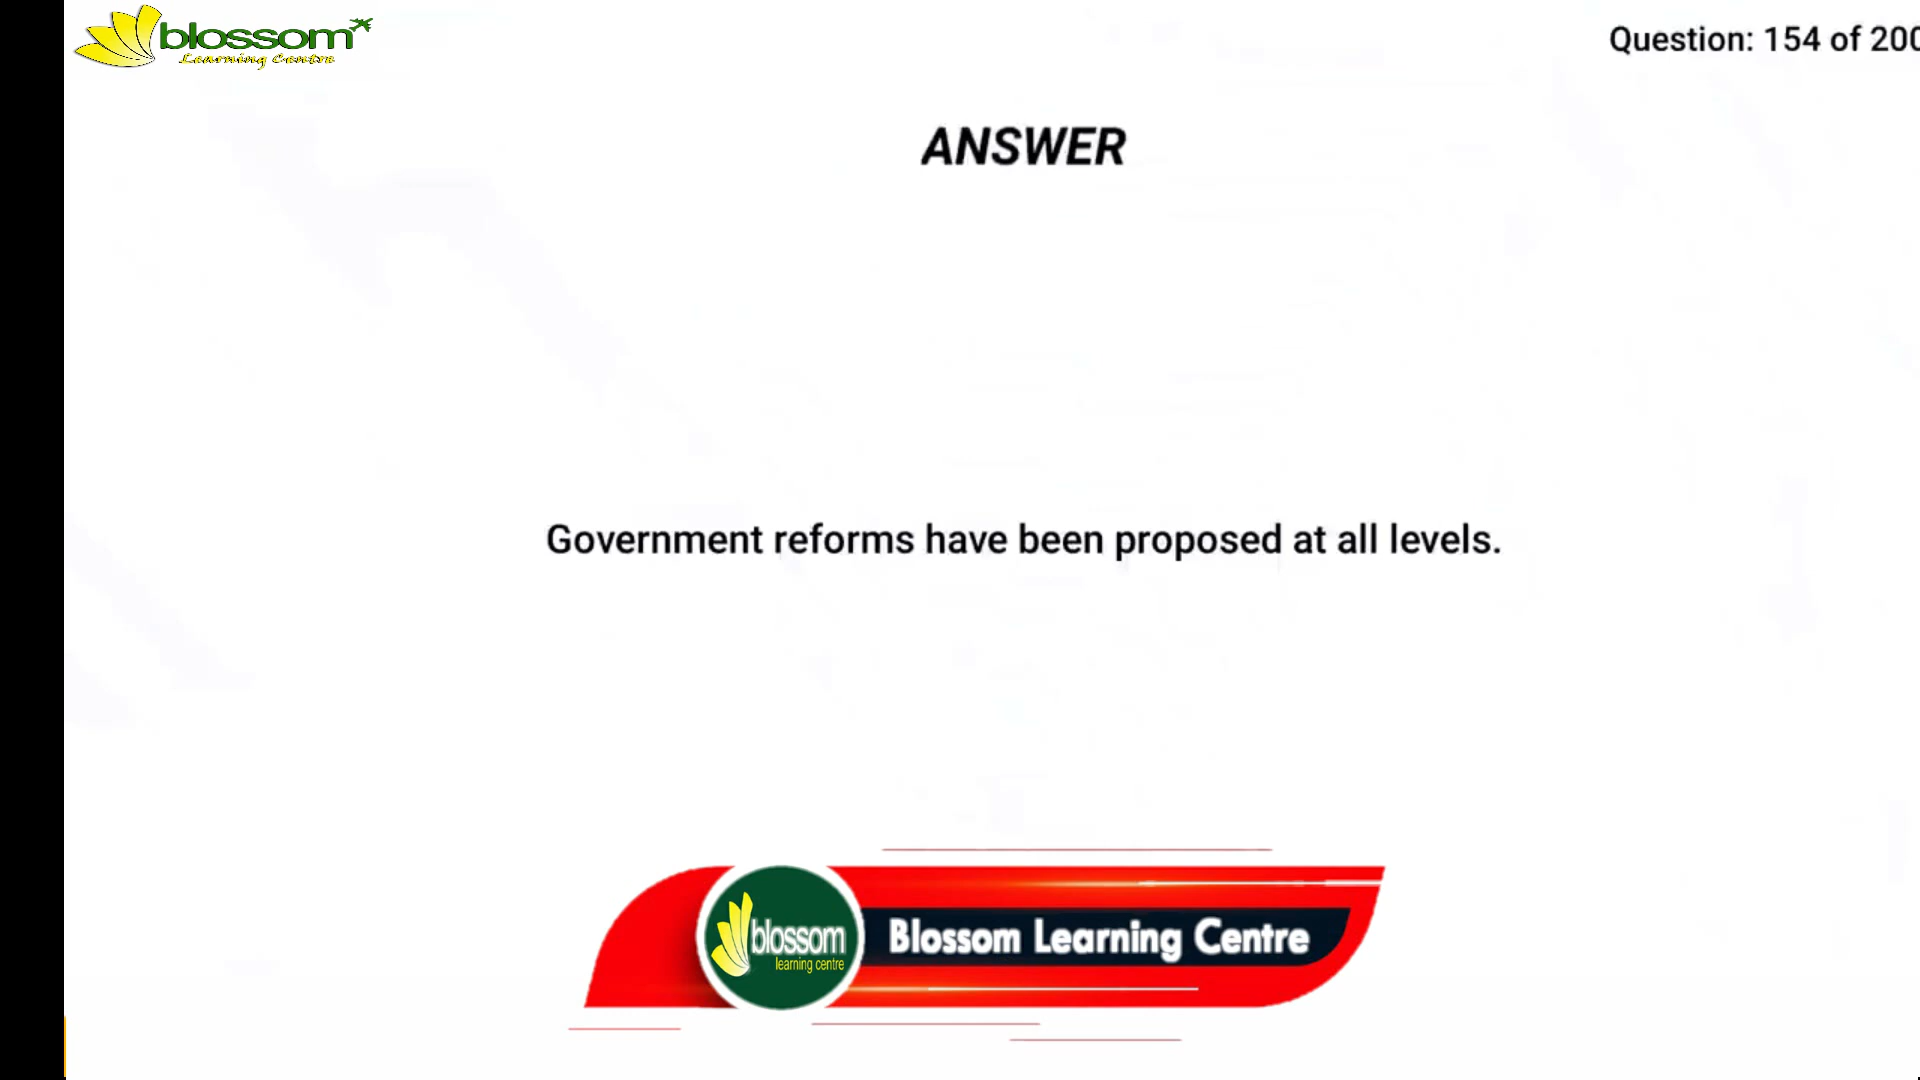 blossom
Learning Centre
Question: 154 of 200
ANSWER
Government reforms have been proposed at all levels.
blossom
learning centre
Blossom Learning Centre